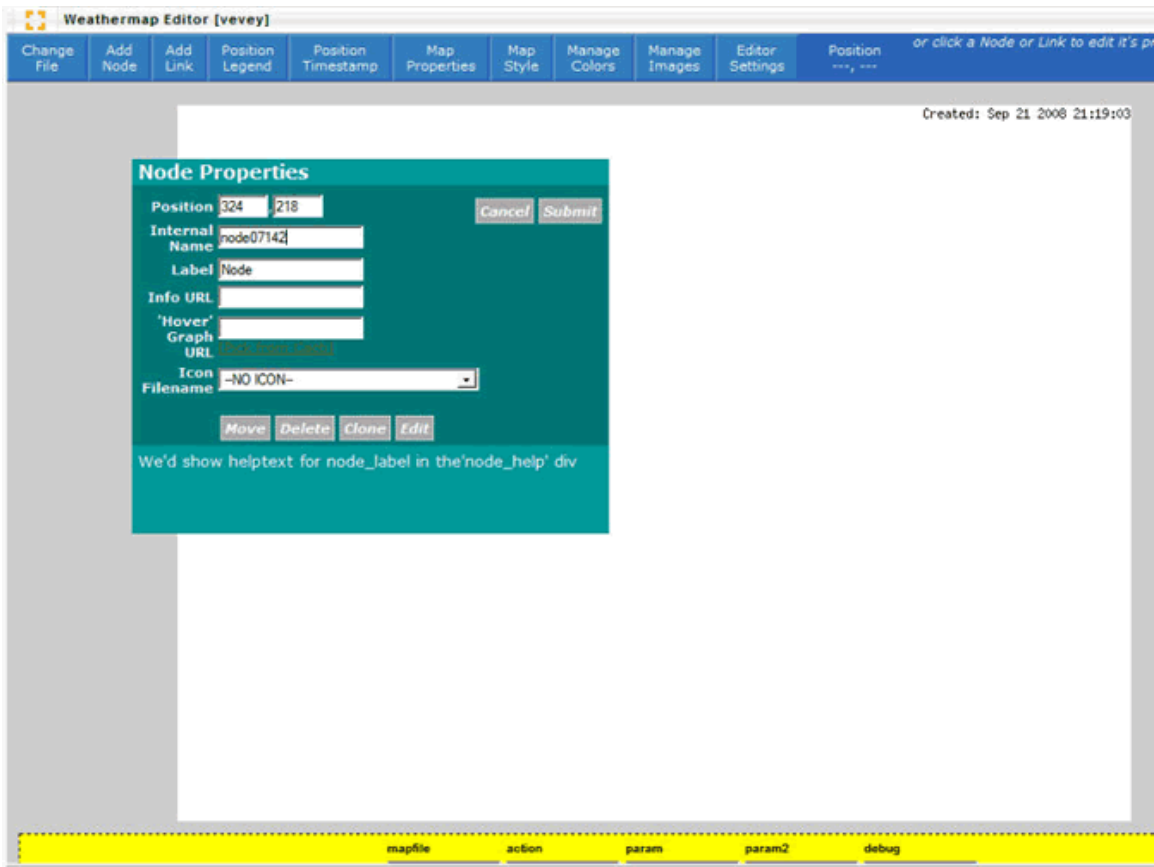 Weathermap Editor [vevey]
Change File
Add Node
Add Link
Position Legend
Position Timestamp
Map Properties
Map Style
Manage Colors
Manage Images
Editor Settings
Position ---, ---
or click a Node or Link to edit it's pr
Created: Sep 21 2008 21:19:03
Node Properties
Position 324 , 218
Cancel Submit
Internal Name node07142
Label Node
Info URL
'Hover' Graph URL
Icon Filename --NO ICON--
Move Delete Clone Edit
We'd show helptext for node_label in the'node_help' div
mapfile action param param2 debug